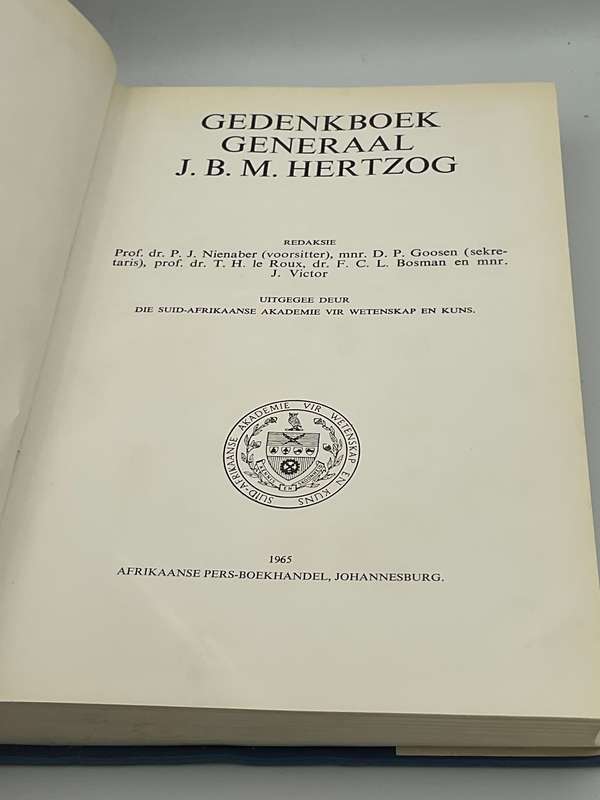 GEDENKBOEK
GENERAAL
J. B. M. HERTZOG
REDAKSIE
Prof. dr. P. J. Nienaber (voorsitter), mnr. D. P. Goosen (sekre-
taris), prof. dr. T. H. le Roux, dr. F. C. L. Bosman en mnr.
J. Victor
UITGEGEE DEUR
DIE SUID-AFRIKAANSE AKADEMIE VIR WETENSKAP EN KUNS.
SUID-AFRIKAANSE AKADEMIE VIR WETENSKAP EN KUNS
1965
AFRIKAANSE PERS-BOEKHANDEL, JOHANNESBURG.